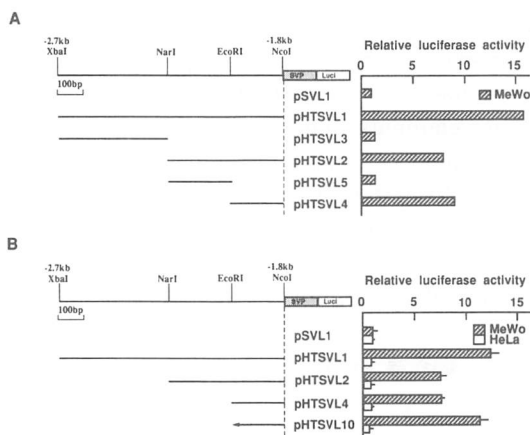 A
-2.7kb
XbaI
NarI
EcoRI
-1.8kb
NcoI
100bp
BVP Luci
Relative luciferase activity
0 5 10 15
MeWo
pSVL1
pHTSVL1
pHTSVL3
pHTSVL2
pHTSVL5
pHTSVL4
B
-2.7kb
XbaI
NarI
EcoRI
-1.8kb
NcoI
100bp
BVP Luci
Relative luciferase activity
0 5 10 15
MeWo
HeLa
pSVL1
pHTSVL1
pHTSVL2
pHTSVL4
pHTSVL10